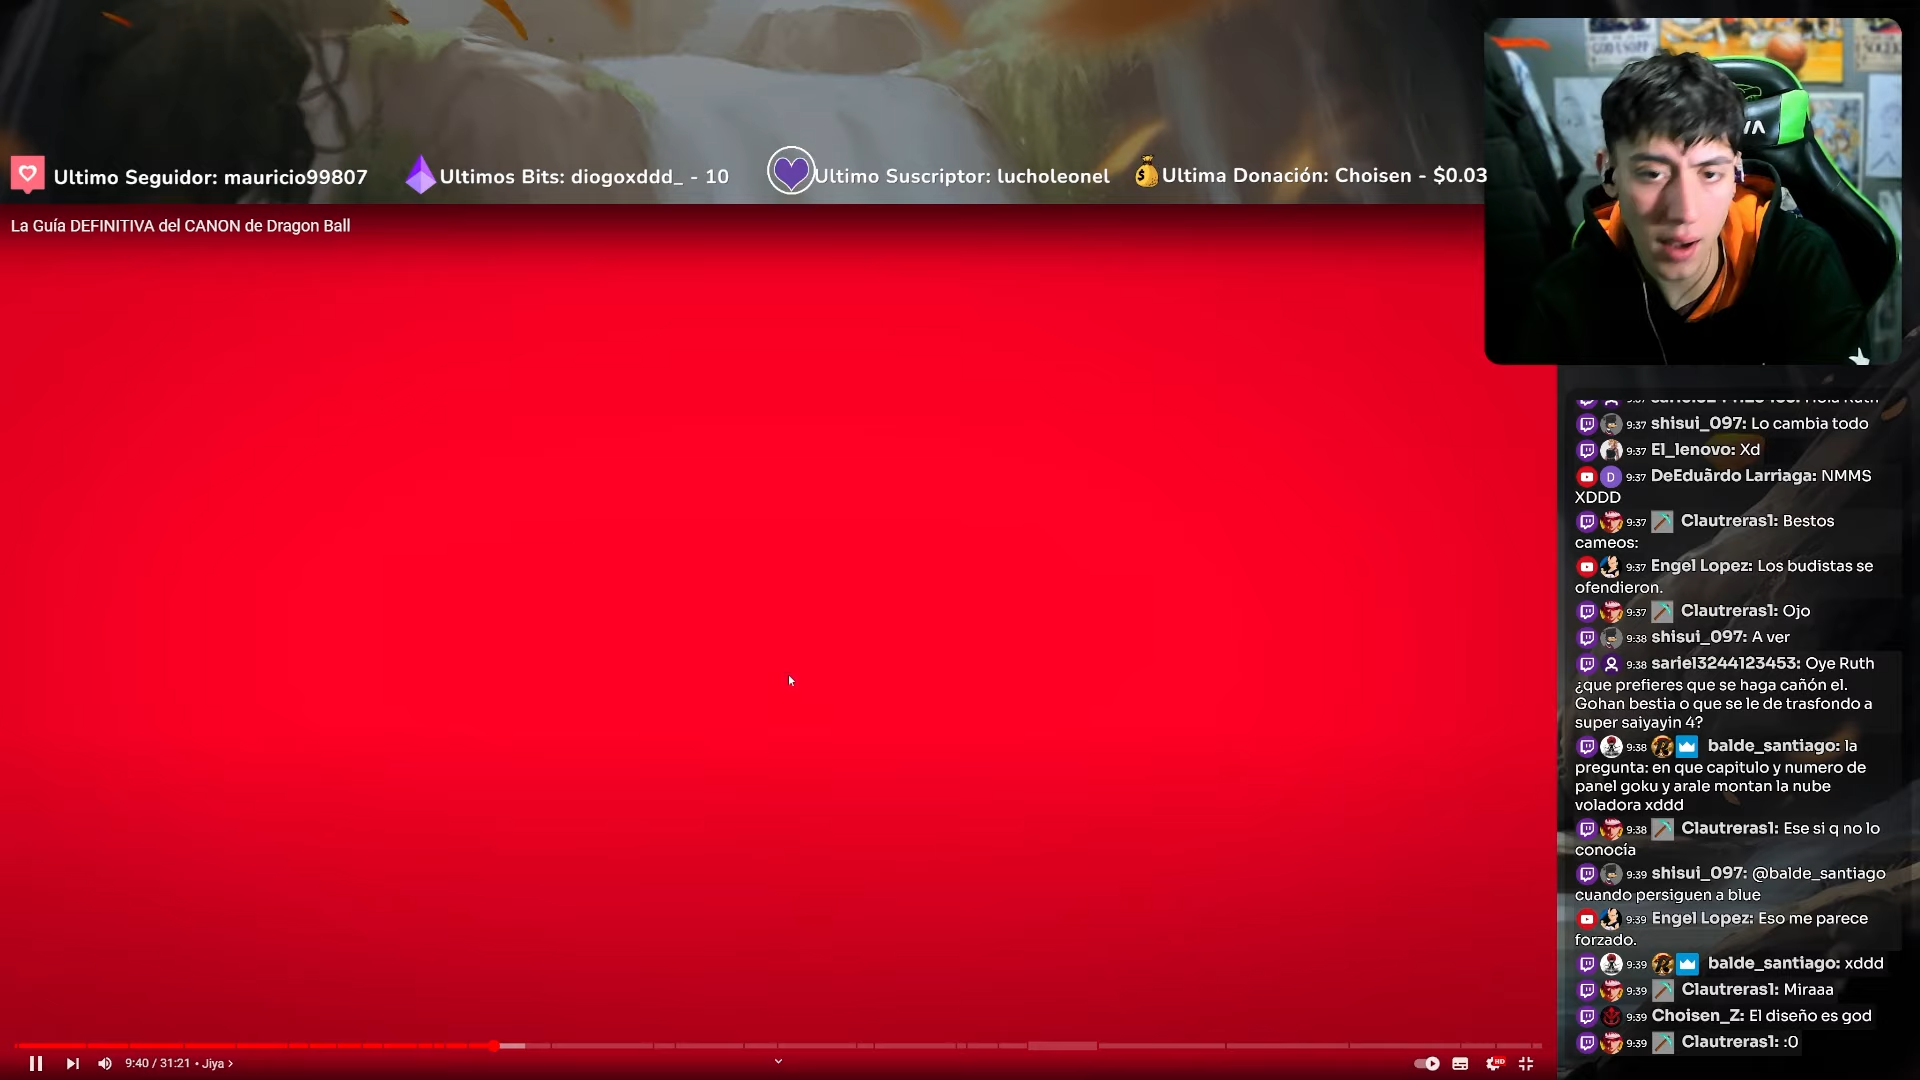 Ultimo Seguidor: mauricio99807
Ultimos Bits: diogoxddd_ - 10
Ultimo Suscriptor: lucholeonel
Ultima Donación: Choisen - $0.03
La Guía DEFINITIVA del CANON de Dragon Ball
9:37 shisui_097: Lo cambia todo
9:37 El_lenovo: Xd
D 9:37 DeEduãrdo Larriaga: NMMS
XDDD
9:37 Clautreras1: Bestos
cameos:
9:37 Engel Lopez: Los budistas se
ofendieron.
9:37 Clautreras1: Ojo
9:38 shisui_097: A ver
9:38 sariel3244123453: Oye Ruth
¿que prefieres que se haga cañón el.
Gohan bestia o que se le de trasfondo a
super saiyayin 4?
9:38 balde_santiago: la
pregunta: en que capitulo y numero de
panel goku y arale montan la nube
voladora xddd
9:38 Clautreras1: Ese si q no lo
conocía
9:39 shisui_097: @balde_santiago
cuando persiguen a blue
9:39 Engel Lopez: Eso me parece
forzado.
9:39 balde_santiago: xddd
9:39 Clautreras1: Miraaa
9:39 Choisen_Z: El diseño es god
9:39 Clautreras1: :0
9:40 / 31:21 • Jiya ›
HD